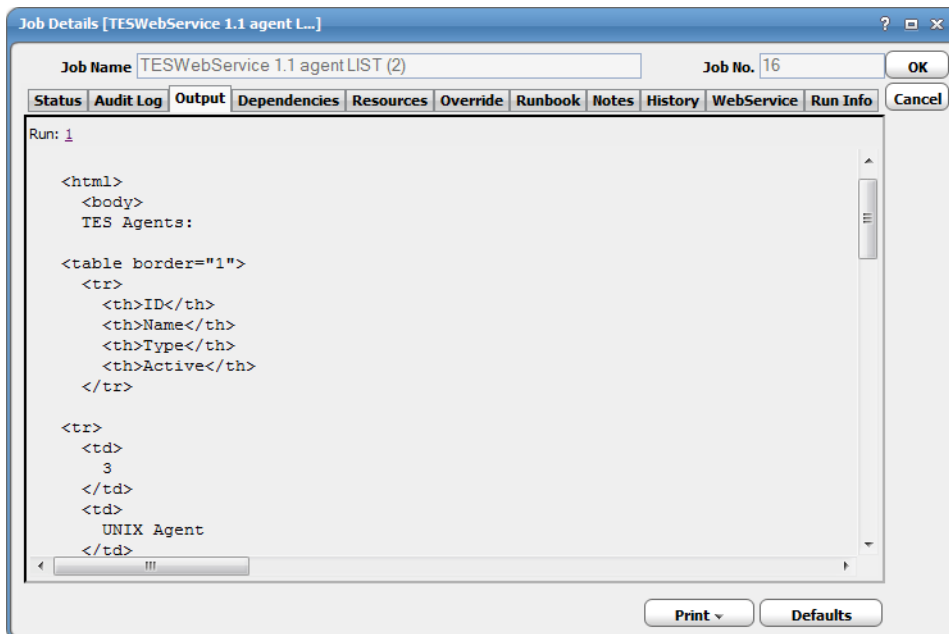 Job Details [TESWebService 1.1 agent L...] ?
Job Name TESWebService 1.1 agent LIST (2) Job No. 16 OK
Status Audit Log Output Dependencies Resources Override Runbook Notes History WebService Run Info Cancel
Run: 1
<html>
<body>
TES Agents:
<table border="1">
<tr>
<th>ID</th>
<th>Name</th>
<th>Type</th>
<th>Active</th>
</tr>
<tr>
<td>
3
</td>
<td>
UNIX Agent
</td>
Print Defaults